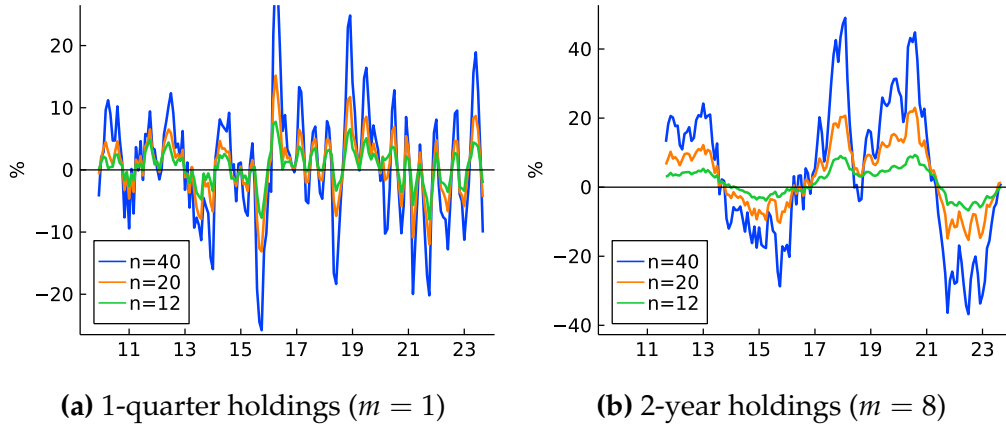 20
10
0
−10
−20
%
n=40
n=20
n=12
11 13 15 17 19 21 23
(a) 1-quarter holdings (m = 1)
40
20
0
−20
−40
%
n=40
n=20
n=12
11 13 15 17 19 21 23
(b) 2-year holdings (m = 8)